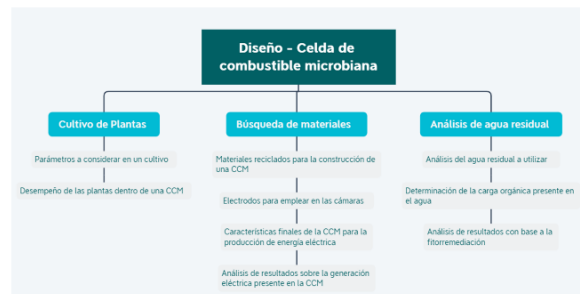 Diseño - Celda de
combustible microbiana
Cultivo de Plantas
Búsqueda de materiales
Análisis de agua residual
Parámetros a considerar en un cultivo
Desempeño de las plantas dentro de una CCM
Materiales reciclados para la construcción de
una CCM
Electrodos para emplear en las cámaras
Características finales de la CCM para la
producción de energía eléctrica
Análisis de resultados sobre la generación
eléctrica presente en la CCM
Análisis del agua residual a utilizar
Determinación de la carga orgánica presente en
el agua
Análisis de resultados con base a la
fitorremediación